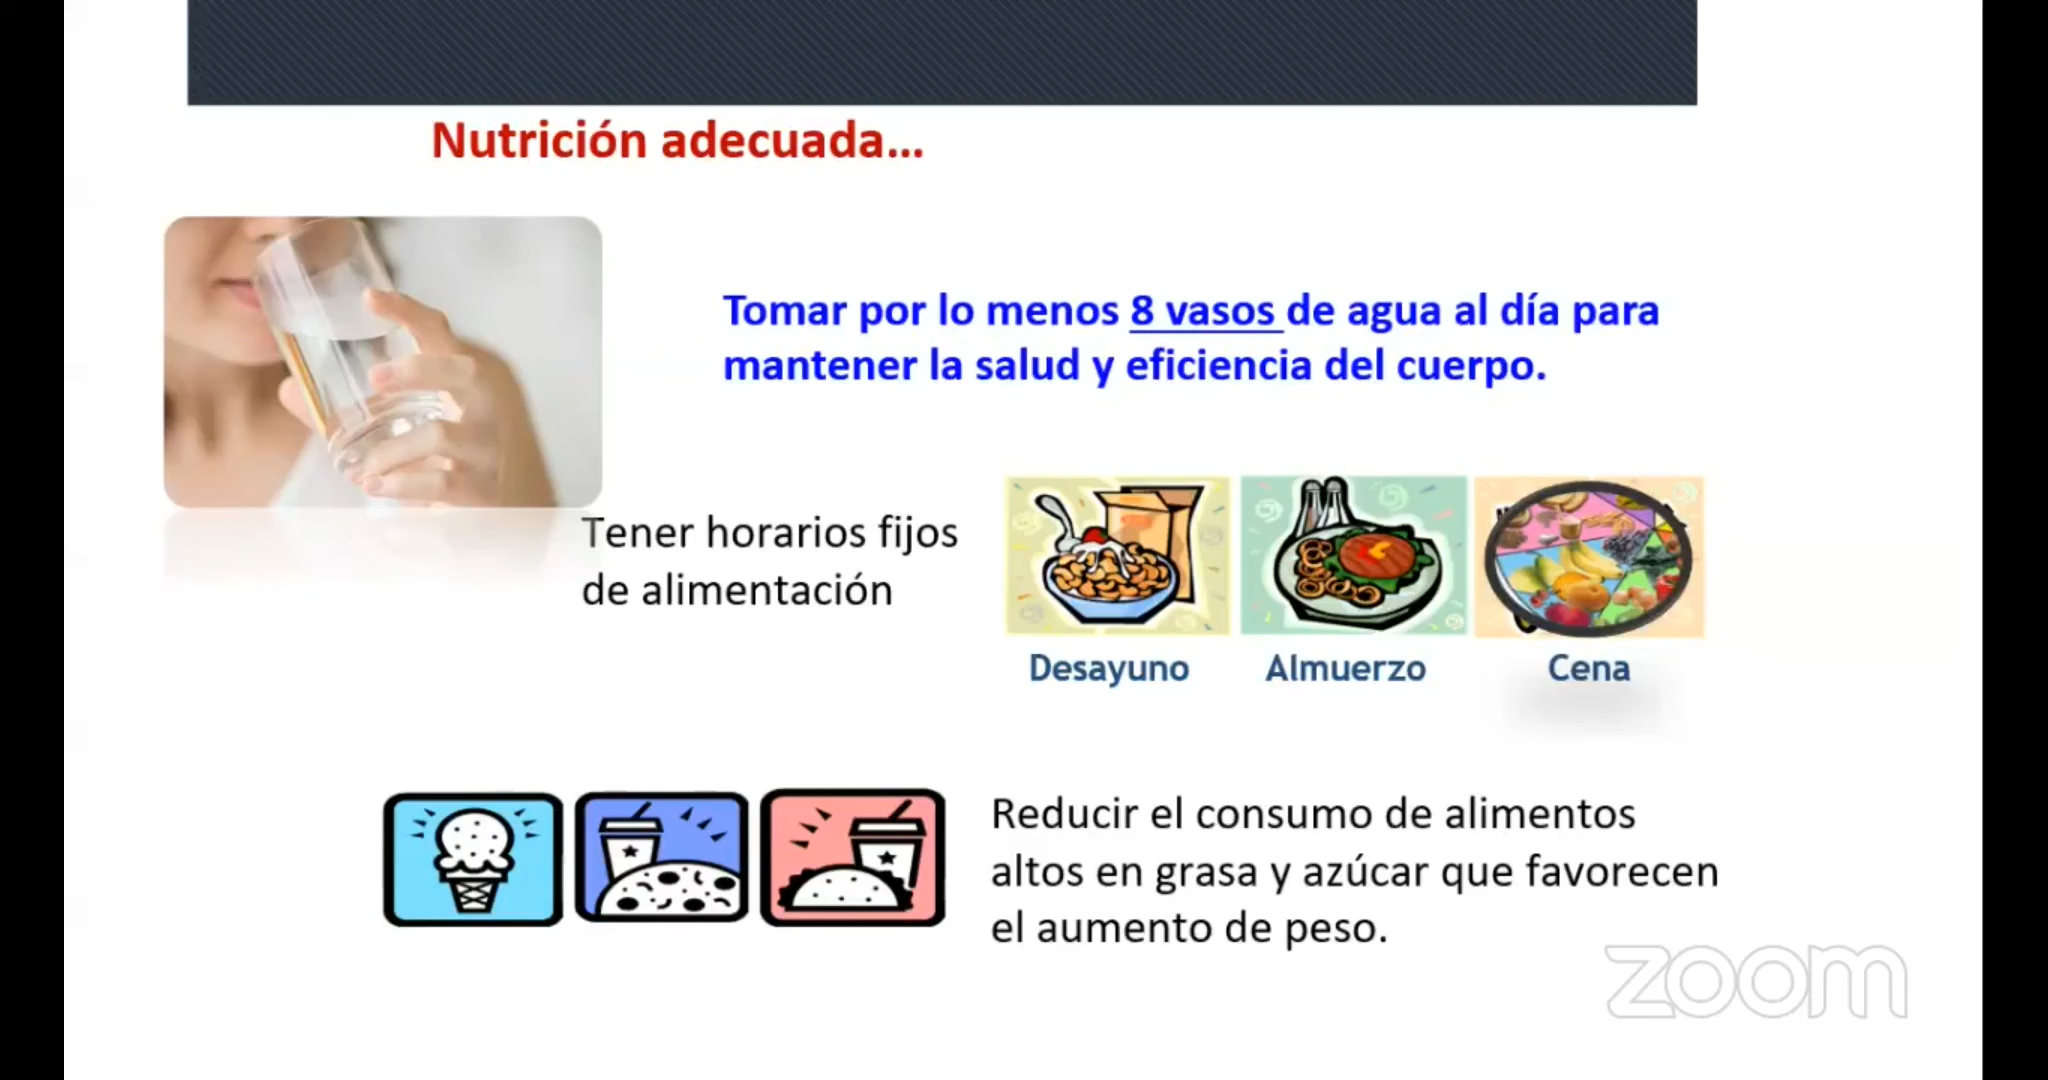 Nutrición adecuada...
Tomar por lo menos 8 vasos de agua al día para
mantener la salud y eficiencia del cuerpo.
Tener horarios fijos
de alimentación
Desayuno
Almuerzo
Cena
Reducir el consumo de alimentos
altos en grasa y azúcar que favorecen
el aumento de peso.
zoom